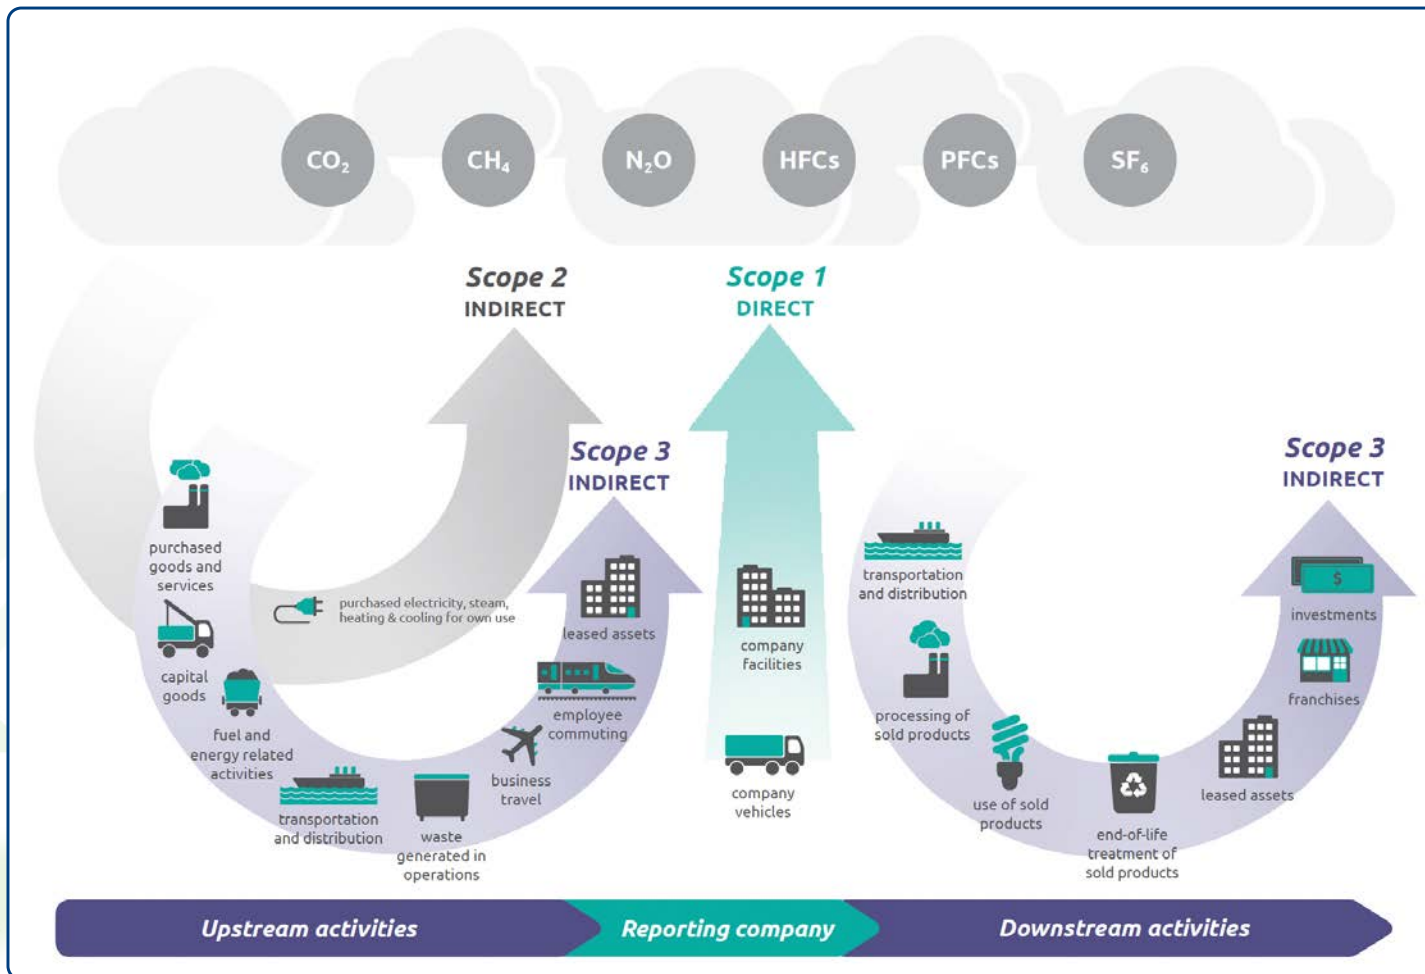 CO₂
CH₄
N₂O
HFCs
PFCs
SF₆
Scope 2
INDIRECT
Scope 1
DIRECT
Scope 3
INDIRECT
Scope 3
INDIRECT
purchased
goods and
services
capital
goods
fuel and
energy related
activities
transportation
and distribution
waste
generated in
operations
business
travel
employee
commuting
leased assets
purchased electricity, steam,
heating & cooling for own use
company
facilities
company
vehicles
transportation
and distribution
processing of
sold products
use of sold
products
end-of-life
treatment of
sold products
leased assets
franchises
$
investments
Upstream activities
Reporting company
Downstream activities